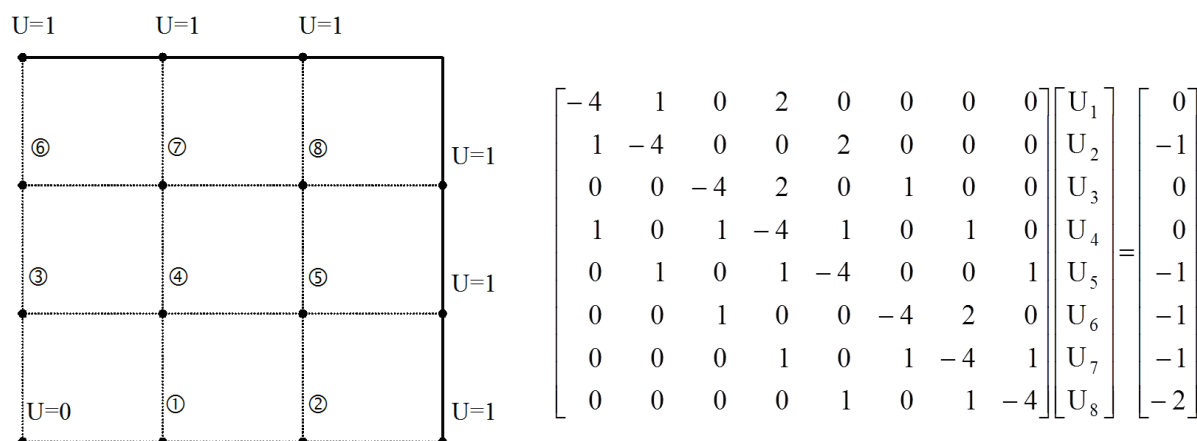 U=1 U=1 U=1
⑥ ⑦ ⑧ U=1
③ ④ ⑤ U=1
U=0 ① ② U=1
−4 1 0 2 0 0 0 0 U₁ 0
1 −4 0 0 2 0 0 0 U₂ −1
0 0 −4 2 0 1 0 0 U₃ 0
1 0 1 −4 1 0 1 0 U₄ 0
=
0 1 0 1 −4 0 0 1 U₅ −1
0 0 1 0 0 −4 2 0 U₆ −1
0 0 0 1 0 1 −4 1 U₇ −1
0 0 0 0 1 0 1 −4 U₈ −2